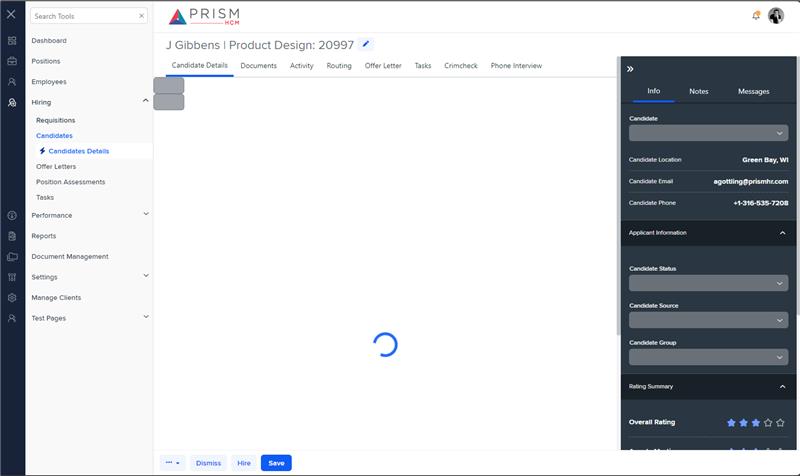 Search Tools
PRISM
HCM
Dashboard
Positions
Employees
Hiring
Requisitions
Candidates
Candidates Details
Offer Letters
Position Assessments
Tasks
Performance
Reports
Document Management
Settings
Manage Clients
Test Pages
J Gibbens | Product Design: 20997
Candidate Details Documents Activity Routing Offer Letter Tasks Crimcheck Phone Interview
Info Notes Messages
Candidate
Candidate Location Green Bay, WI
Candidate Email agottling@prismhr.com
Candidate Phone +1-316-535-7208
Applicant Information
Candidate Status
Candidate Source
Candidate Group
Rating Summary
Overall Rating
Dismiss Hire Save